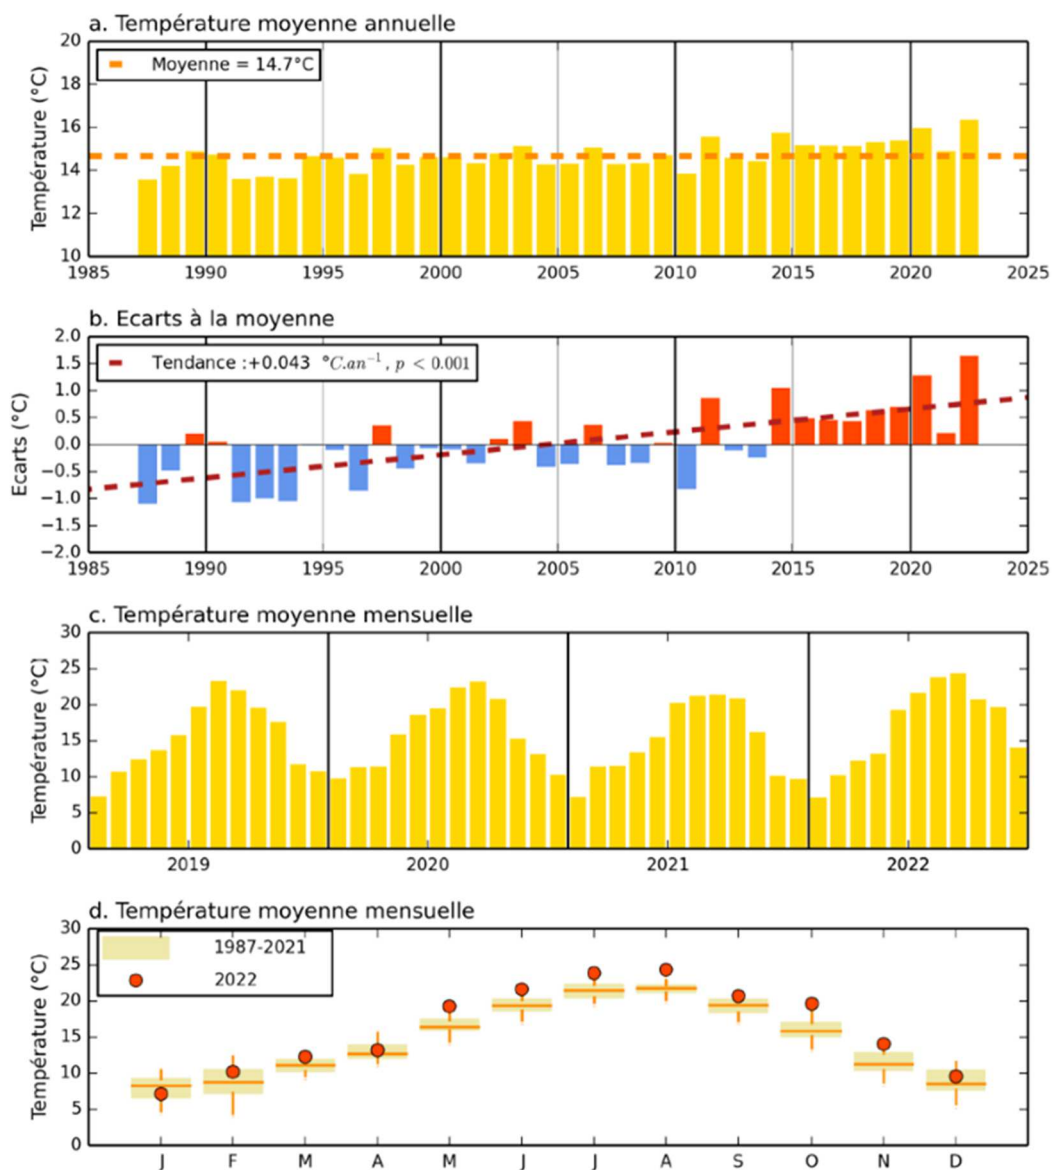 a. Température moyenne annuelle
20
18
16
14
12
10
Température (°C)
Moyenne = 14.7°C
1985 1990 1995 2000 2005 2010 2015 2020 2025
b. Ecarts à la moyenne
2.0
1.5
1.0
0.5
0.0
−0.5
−1.0
−1.5
−2.0
Ecarts (°C)
Tendance :+0.043 °C.an⁻¹, p < 0.001
1985 1990 1995 2000 2005 2010 2015 2020 2025
c. Température moyenne mensuelle
30
25
20
15
10
5
0
Température (°C)
2019 2020 2021 2022
d. Température moyenne mensuelle
30
25
20
15
10
5
0
Température (°C)
1987-2021
2022
J F M A M J J A S O N D